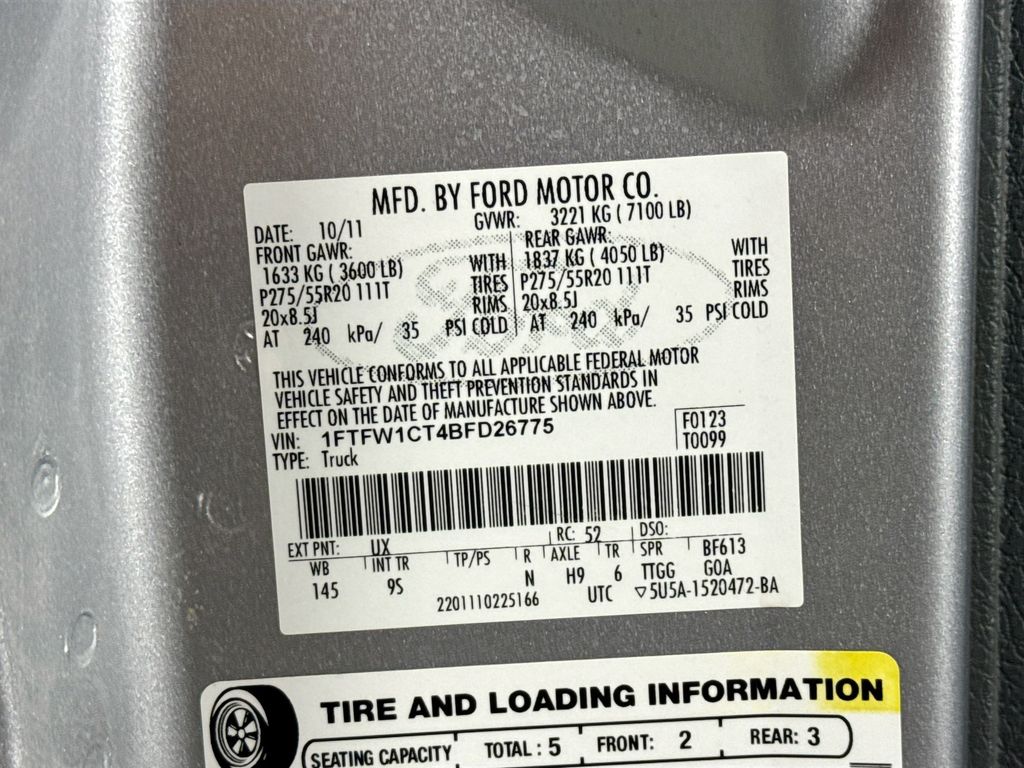 MFD. BY FORD MOTOR CO.
DATE: 10/11 GVWR: 3221 KG ( 7100 LB)
FRONT GAWR: REAR GAWR:
1633 KG ( 3600 LB) WITH 1837 KG ( 4050 LB) WITH
P275/55R20 111T TIRES P275/55R20 111T TIRES
20x8.5J RIMS 20x8.5J RIMS
AT 240 kPa/ 35 PSI COLD AT 240 kPa/ 35 PSI COLD
THIS VEHICLE CONFORMS TO ALL APPLICABLE FEDERAL MOTOR
VEHICLE SAFETY AND THEFT PREVENTION STANDARDS IN
EFFECT ON THE DATE OF MANUFACTURE SHOWN ABOVE.
VIN: 1FTFW1CT4BFD26775 F0123
TYPE: Truck T0099
EXT PNT: UX RC: 52 DSO:
WB INT TR TP/PS R AXLE TR SPR BF613
145 9S N H9 6 TTGG GOA
2201110225166 UTC ▽5U5A-1520472-BA
TIRE AND LOADING INFORMATION
SEATING CAPACITY TOTAL : 5 FRONT: 2 REAR: 3